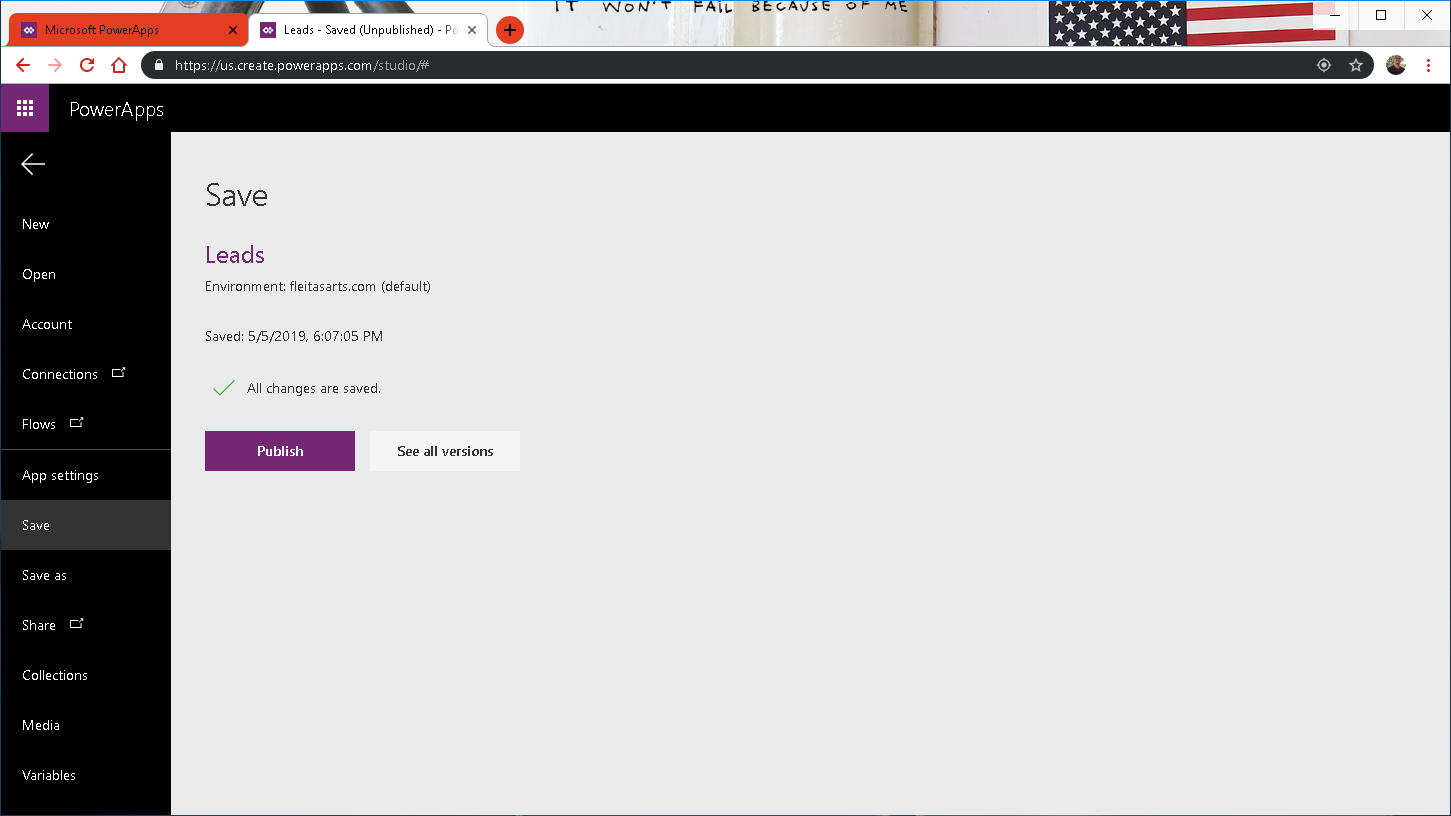 IT WON'T FAIL BECAUSE OF ME
Microsoft PowerApps
Leads - Saved (Unpublished) - Po
https://us.create.powerapps.com/studio/#
PowerApps
New
Open
Account
Connections
Flows
App settings
Save
Save as
Share
Collections
Media
Variables
Save
Leads
Environment: fleitasarts.com (default)
Saved: 5/5/2019, 6:07:05 PM
All changes are saved.
Publish
See all versions